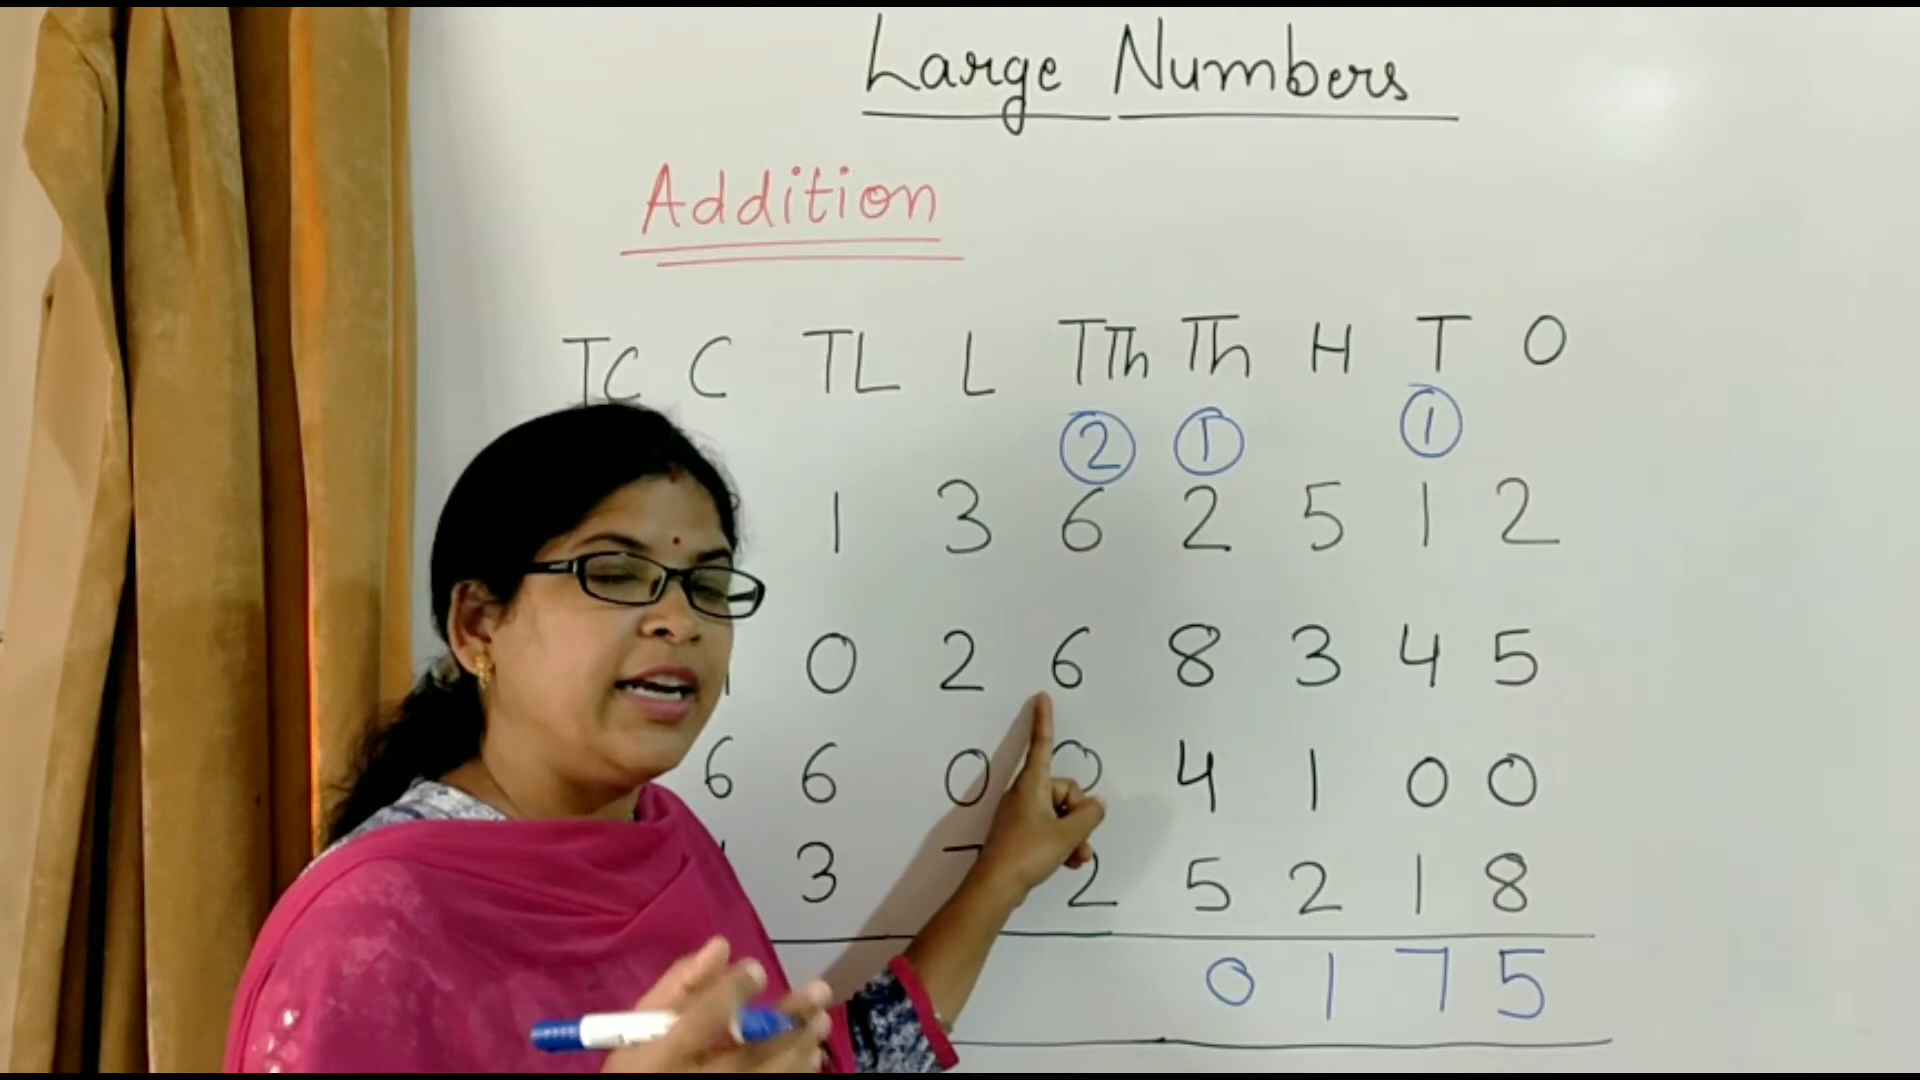 Large Numbers
Addition
TC C TL L TTh Th H T O
2 1 1
1 3 6 2 5 1 2
0 2 6 8 3 4 5
6 6 0 0 4 1 0 0
3 2 5 2 1 8
0 1 7 5